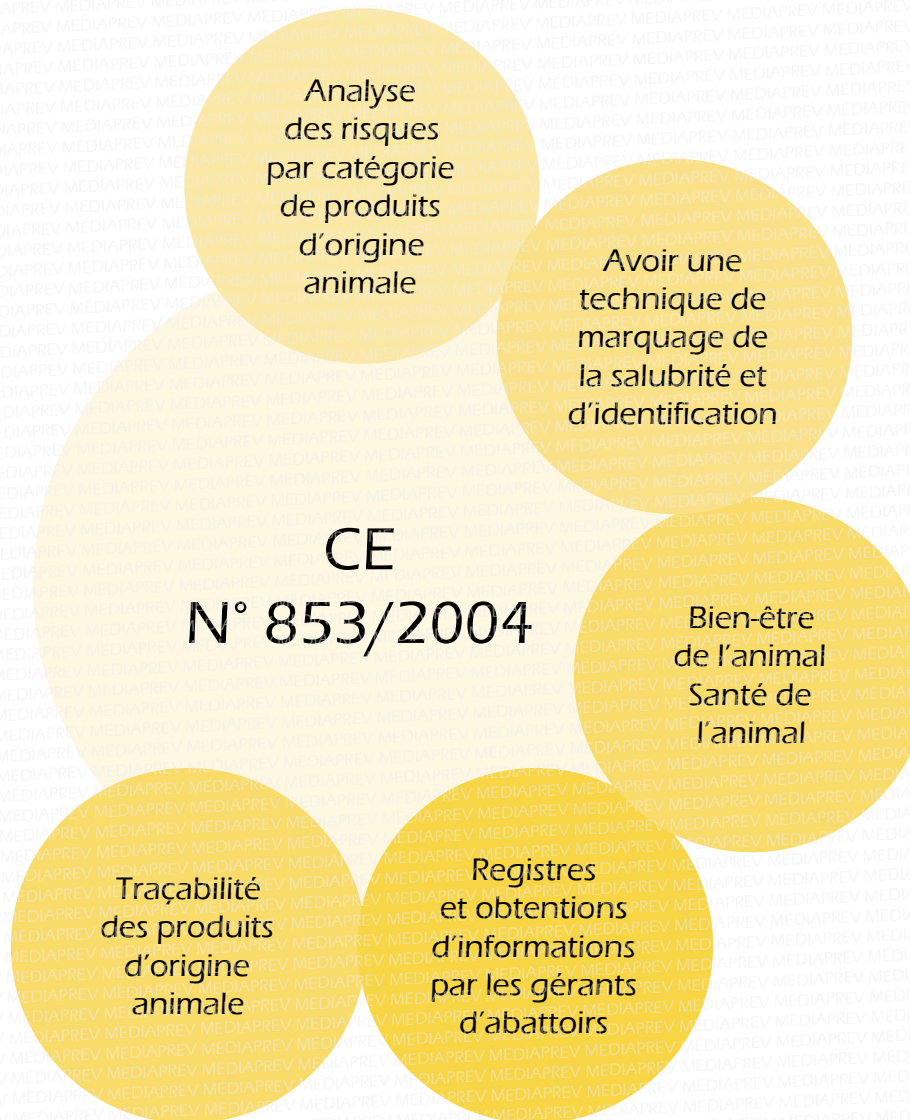 Analyse
des risques
par catégorie
de produits
d'origine
animale
Avoir une
technique de
marquage de
la salubrité et
d'identification
CE
N° 853/2004
Bien-être
de l'animal
Santé de
l'animal
Registres
et obtentions
d'informations
par les gérants
d'abattoirs
Traçabilité
des produits
d'origine
animale
MEDIAPREV